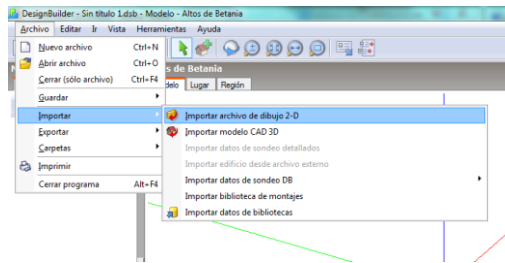 DesignBuilder - Sin título 1.dsb - Modelo - Altos de Betania
Archivo Editar Ir Vista Herramientas Ayuda
Nuevo archivo Ctrl+N
Abrir archivo Ctrl+O
s de Betania
Cerrar (sólo archivo) Ctrl+F4
delo Lugar Región
Guardar
Importar
Importar archivo de dibujo 2-D
Exportar
Importar modelo CAD 3D
Carpetas
Importar datos de sondeo detallados
Imprimir
Importar edificio desde archivo externo
Cerrar programa Alt+F4
Importar datos de sondeo DB
Importar biblioteca de montajes
Importar datos de bibliotecas